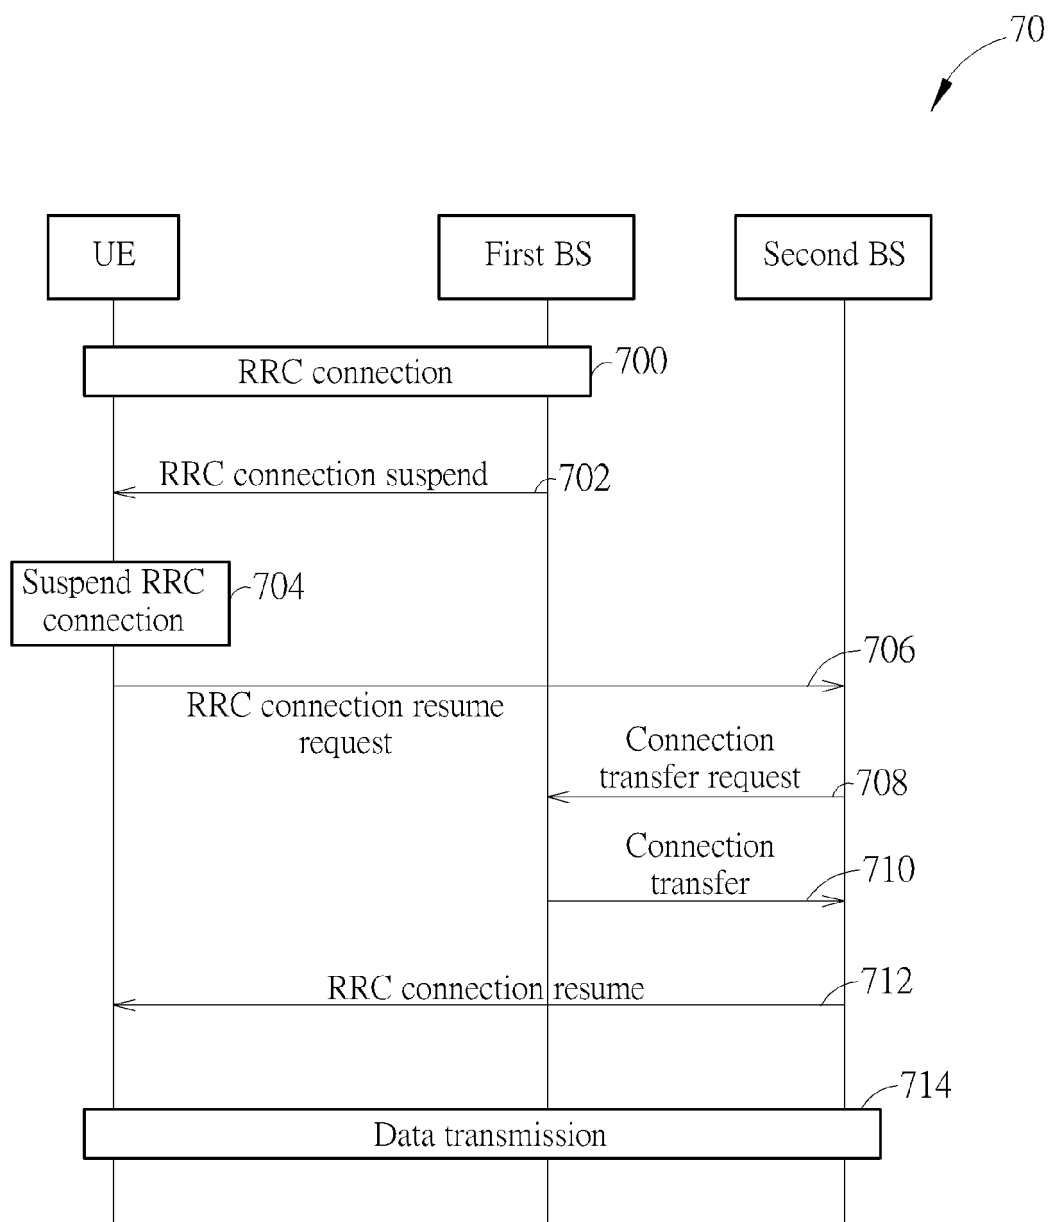 70
UE
First BS
Second BS
RRC connection
700
RRC connection suspend
702
Suspend RRC
connection
704
706
RRC connection resume
request
Connection
transfer request
708
Connection
transfer
710
RRC connection resume
712
714
Data transmission